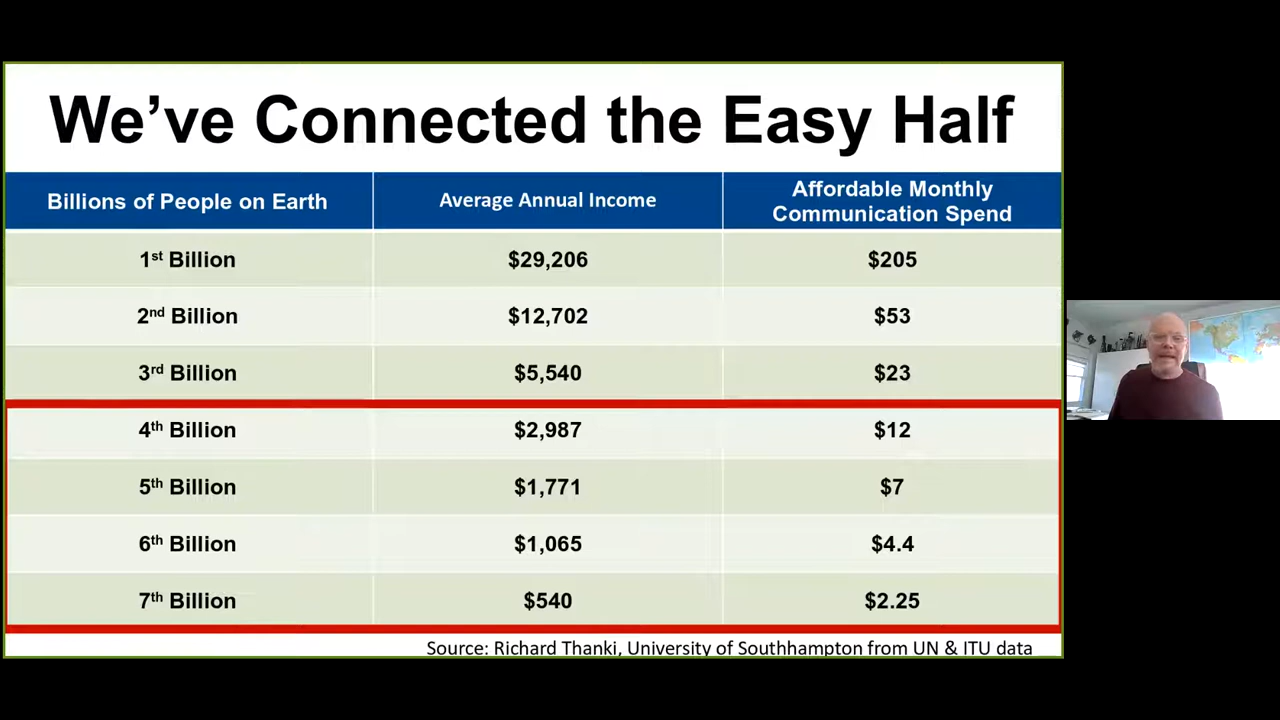 We've Connected the Easy Half
Billions of People on Earth
Average Annual Income
Affordable Monthly
Communication Spend
1st Billion
$29,206
$205
2nd Billion
$12,702
$53
3rd Billion
$5,540
$23
4th Billion
$2,987
$12
5th Billion
$1,771
$7
6th Billion
$1,065
$4.4
7th Billion
$540
$2.25
Source: Richard Thanki, University of Southhampton from UN & ITU data